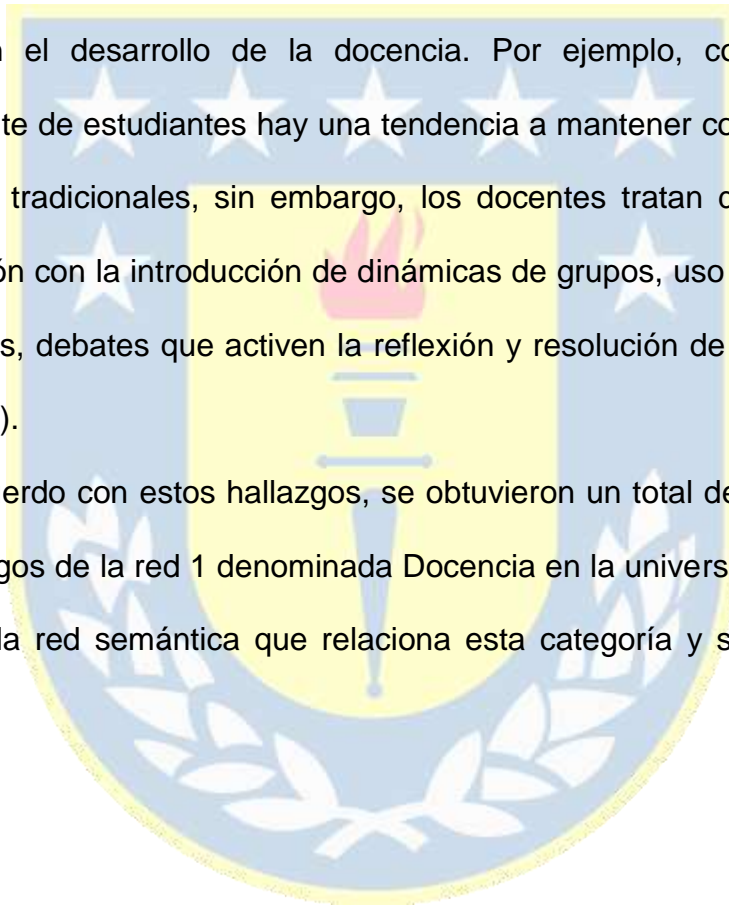 el desarrollo de la docencia. Por ejemplo,
te de estudiantes hay una tendencia a mantener
tradicionales, sin embargo, los docentes tratan
ón con la introducción de dinámicas de grupos, uso
s, debates que activen la reflexión y resolución de
).
erdo con estos hallazgos, se obtuvieron un total de
gos de la red 1 denominada Docencia en la univers
la red semántica que relaciona esta categoría y s